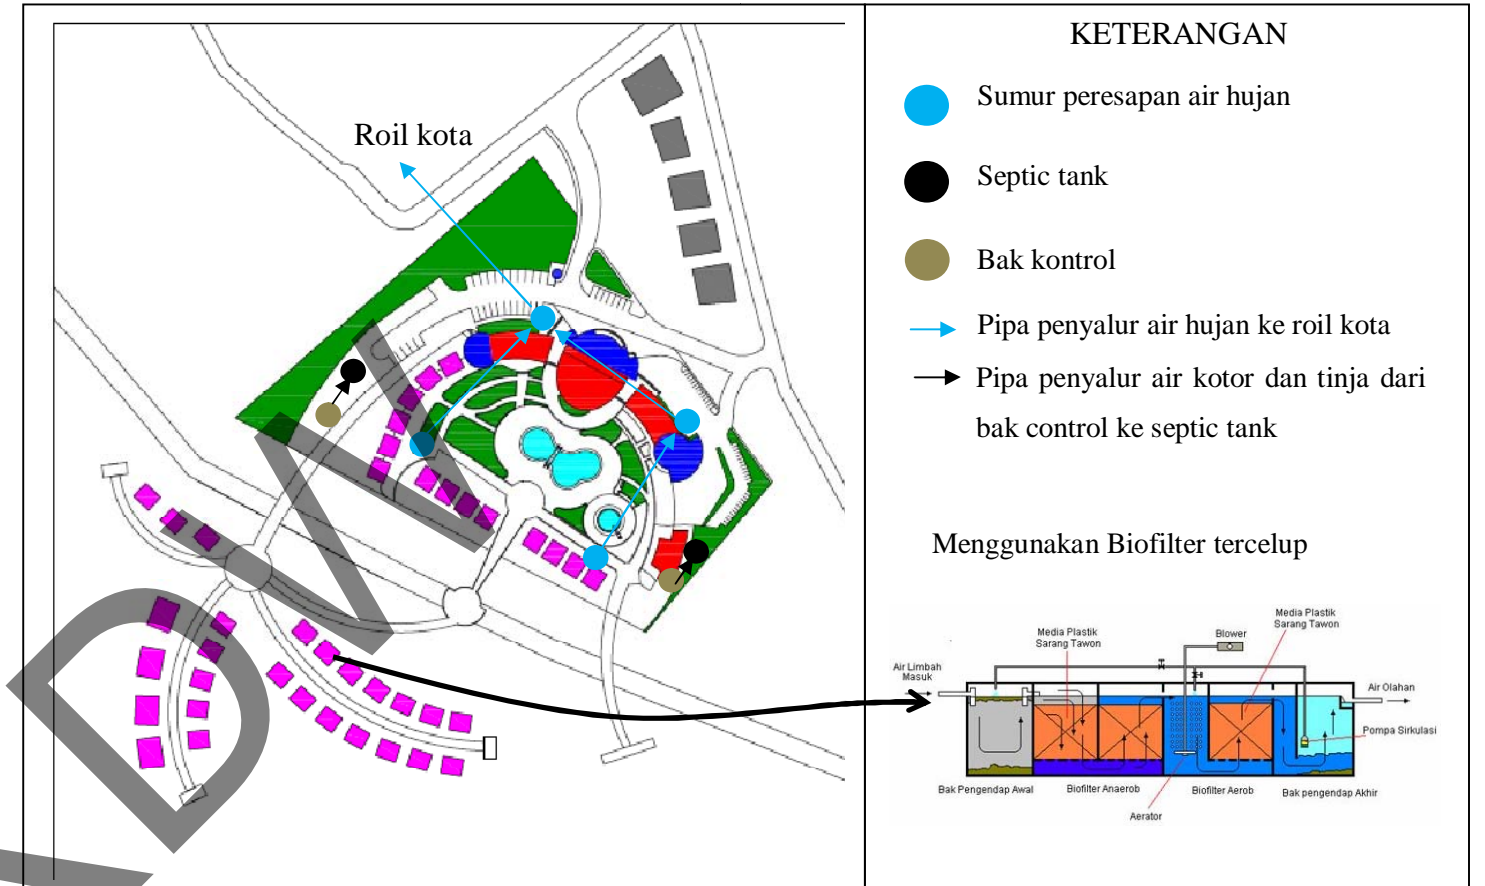 Roil kota
KETERANGAN
Sumur peresapan air hujan
Septic tank
Bak kontrol
Pipa penyalur air hujan ke roil kota
Pipa penyalur air kotor dan tinja dari
bak control ke septic tank
Menggunakan Biofilter tercelup
Media Plastik
Sarang Tawon
Blower
Media Plastik
Sarang Tawon
Air Limbah
Masuk
Air Olahan
Pompa Sirkulasi
Bak Pengendap Awal
Biofilter Anaerob
Biofilter Aerob
Bak pengendap Akhir
Aerator